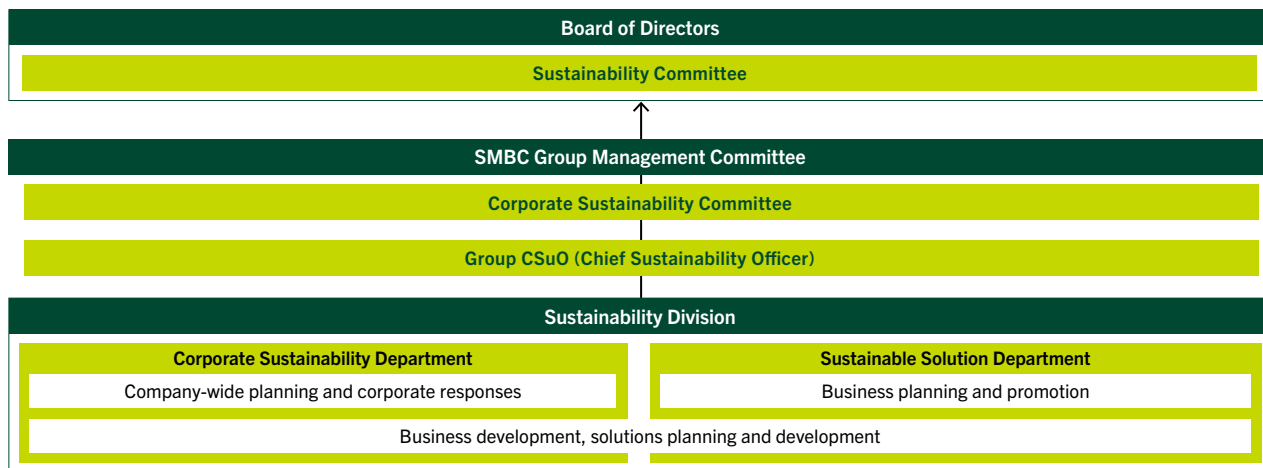 Board of Directors
Sustainability Committee
SMBC Group Management Committee
Corporate Sustainability Committee
Group CSuO (Chief Sustainability Officer)
Sustainability Division
Corporate Sustainability Department
Company-wide planning and corporate responses
Sustainable Solution Department
Business planning and promotion
Business development, solutions planning and development